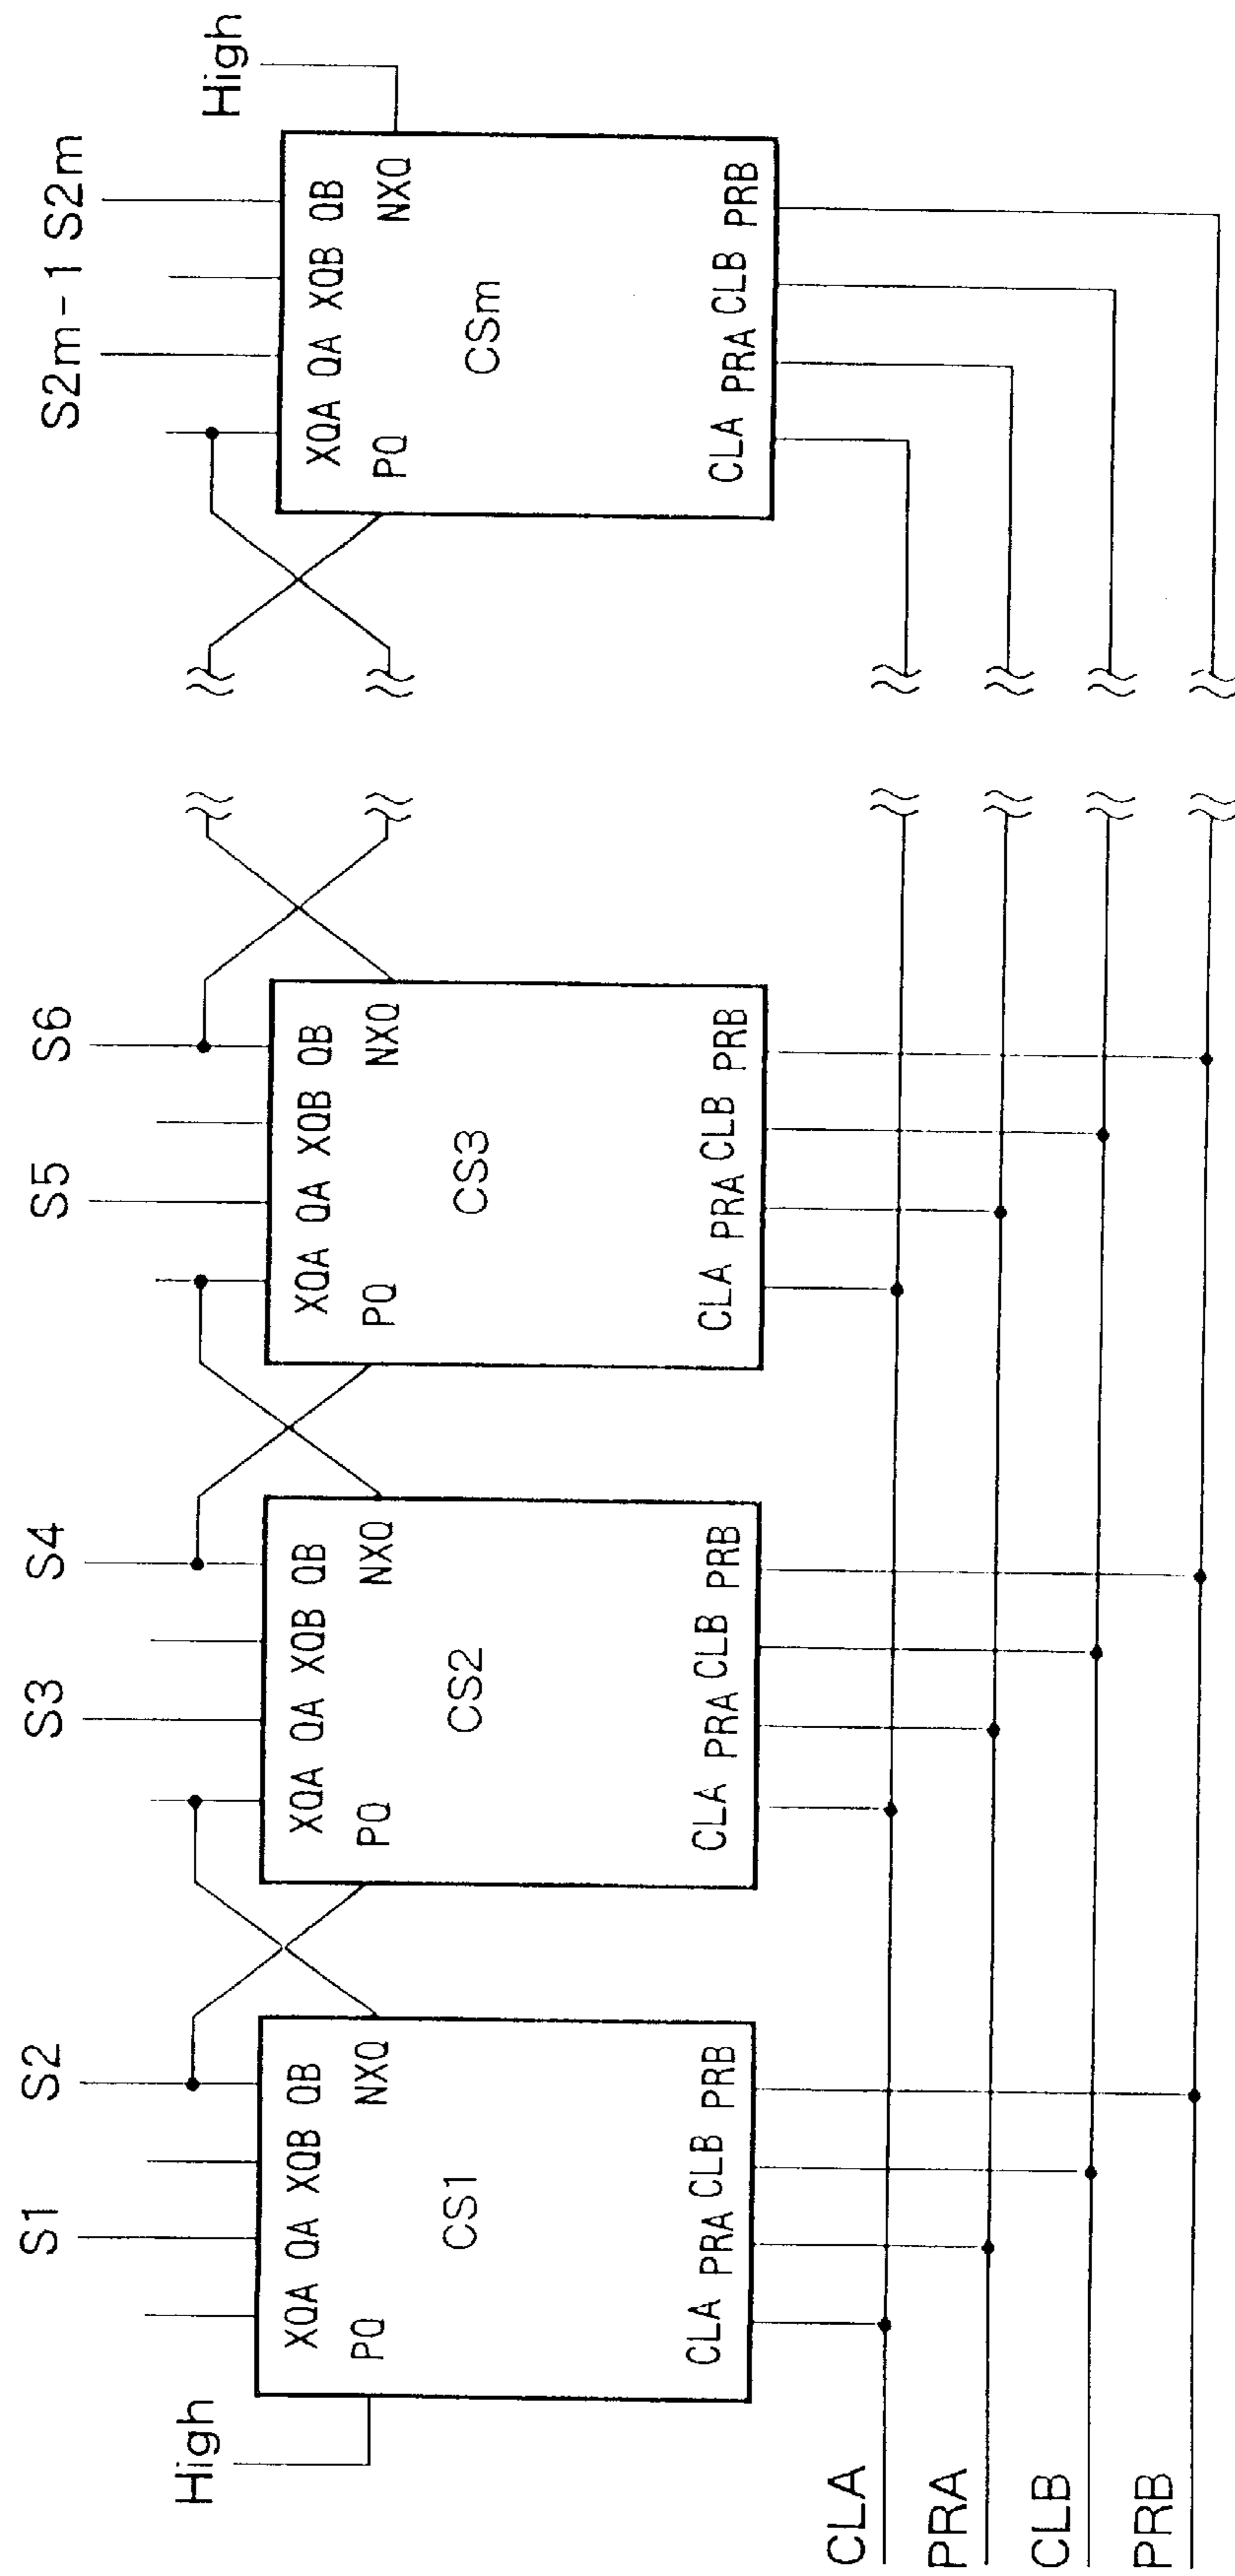 S1 S2 S3 S4 S5 S6 S2m-1 S2m
High High
XQA QA XQB QB XQA QA XQB QB XQA QA XQB QB XQA QA XQB QB
PQ NXQ PQ NXQ PQ NXQ PQ NXQ
CS1 CS2 CS3 CSm
CLA PRA CLB PRB CLA PRA CLB PRB CLA PRA CLB PRB CLA PRA CLB PRB
CLA
PRA
CLB
PRB